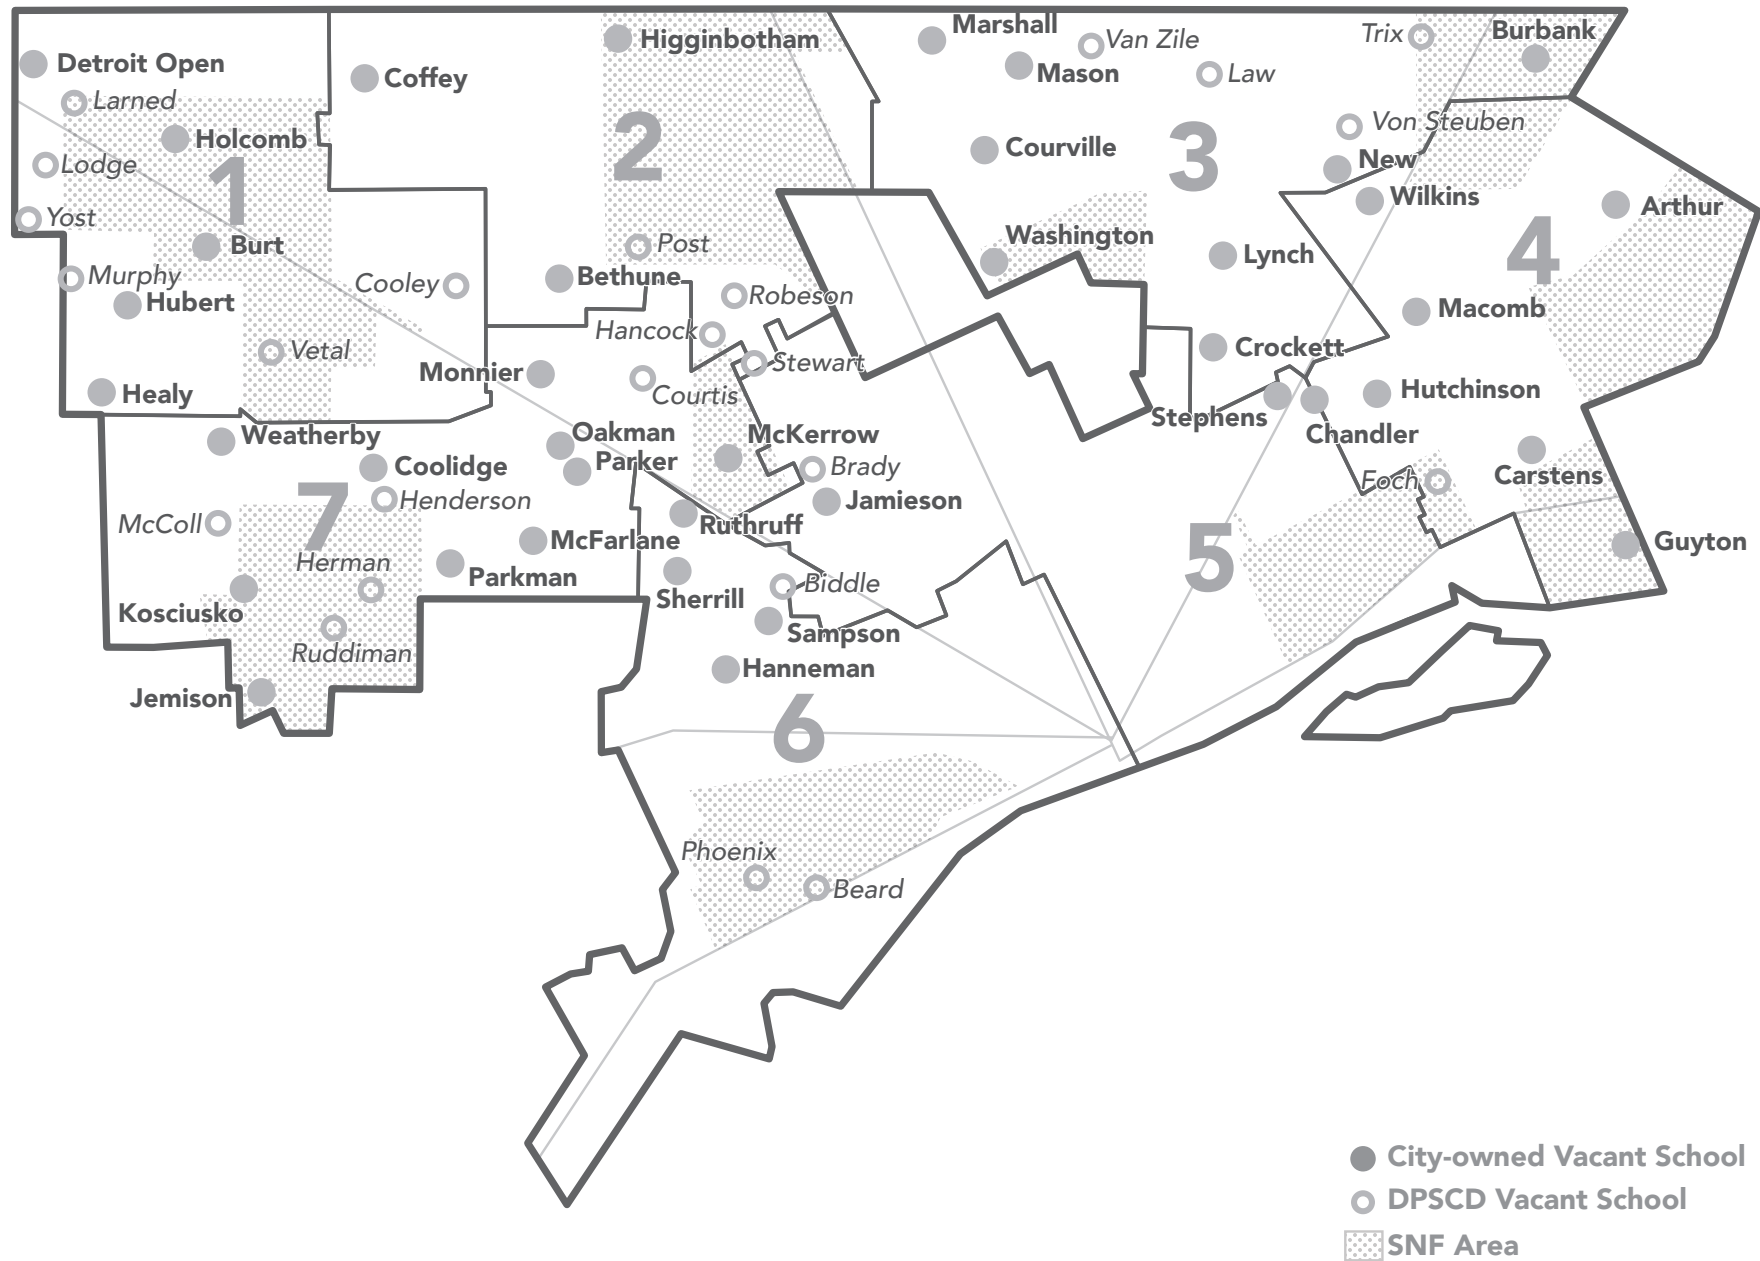 Detroit Open
Larned
Holcomb
Lodge
1
Yost
Burt
Murphy
Hubert
Vetal
Healy
Cooley
Coffey
Higginbotham
2
Post
Bethune
Robeson
Hancock
Stewart
Monnier
Courtis
Marshall
Van Zile
Mason
Law
Trix
Burbank
Courville
3
Von Steuben
New
Wilkins
Arthur
4
Washington
Lynch
Macomb
Crockett
Stephens
Hutchinson
Chandler
Foch
Carstens
Guyton
5
Weatherby
Coolidge
Henderson
7
McColl
Herman
Parkman
McFarlane
Kosciusko
Ruddiman
Jemison
Oakman
Parker
McKerrow
Brady
Jamieson
Ruthruff
Sherrill
Biddle
Sampson
Hanneman
6
Phoenix
Beard
City-owned Vacant School
DPSCD Vacant School
SNF Area